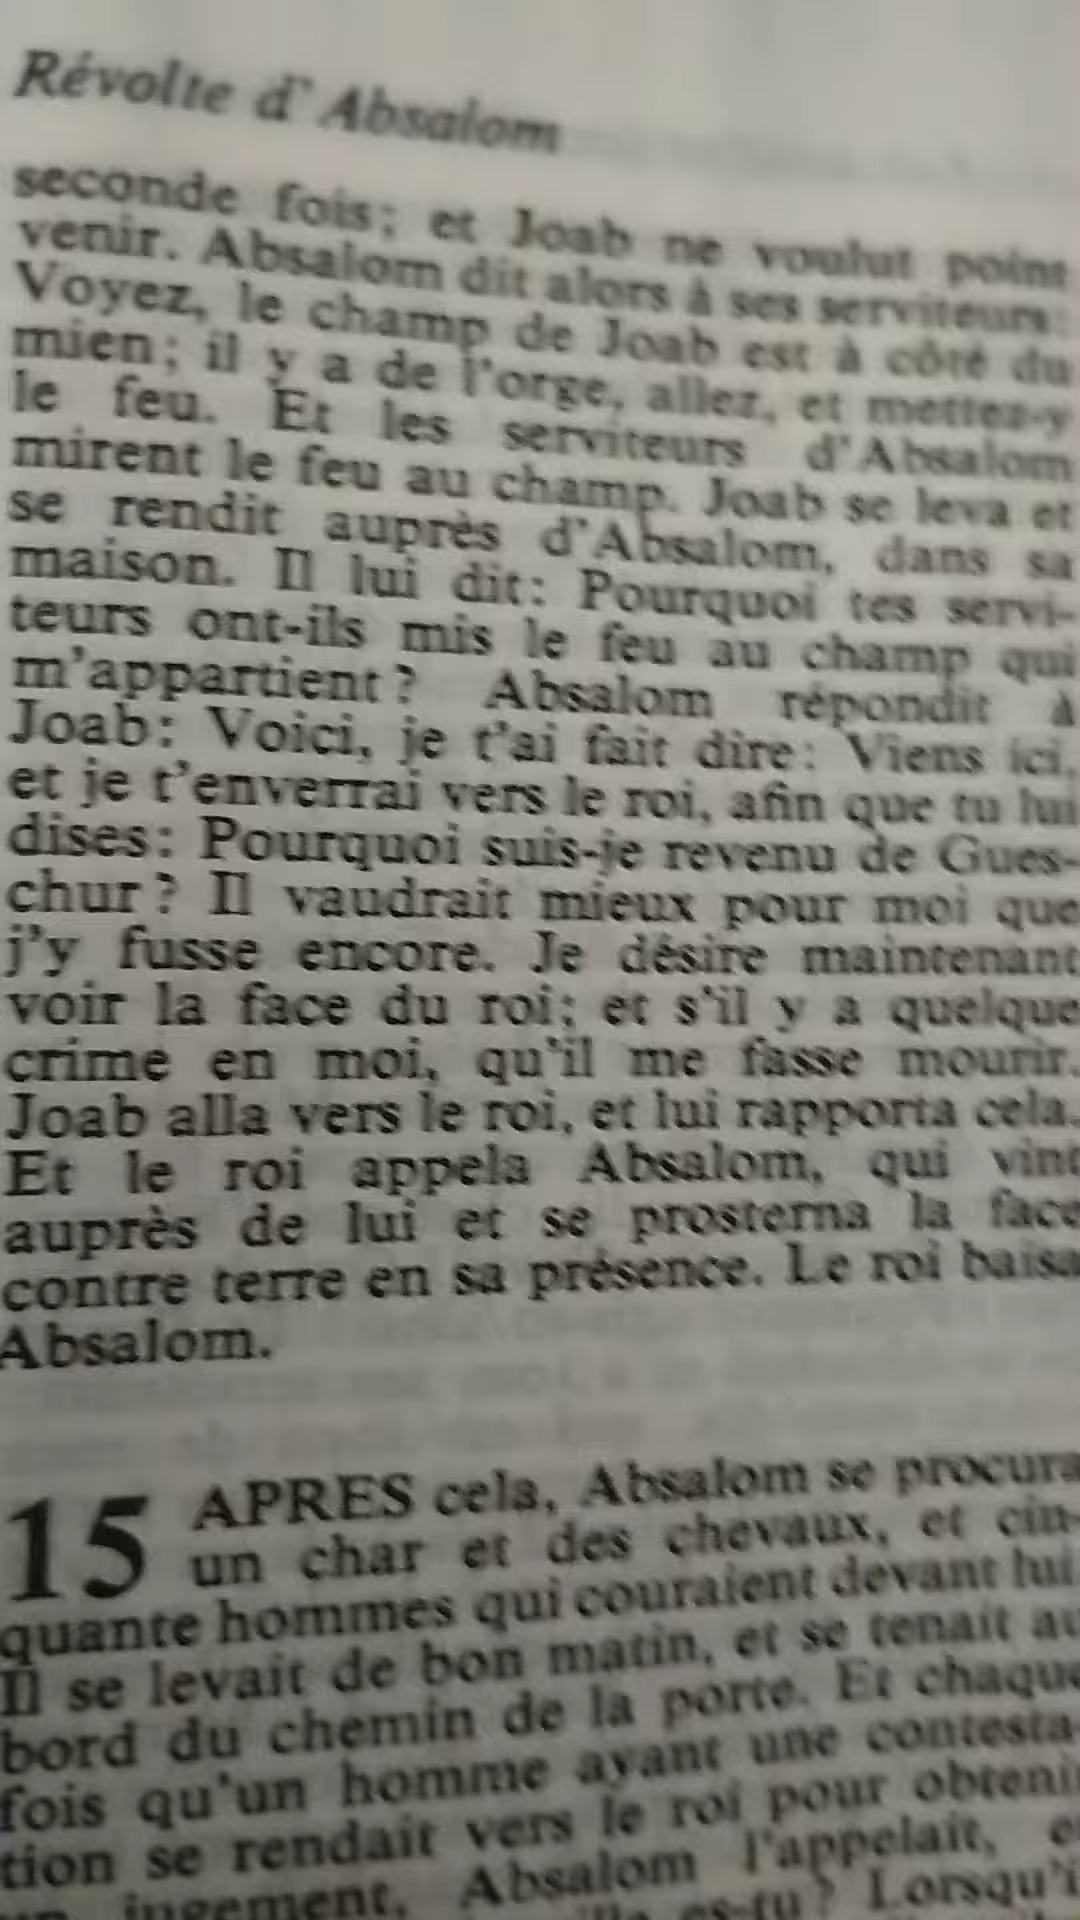 Révolte d'Absalom
seconde fois; et Joab ne voulut point
venir. Absalom dit alors à ses serviteurs:
Voyez, le champ de Joab est à côté du
mien; il y a de l'orge, allez, et mettez-y
le feu. Et les serviteurs d'Absalom
mirent le feu au champ. Joab se leva et
se rendit auprès d'Absalom, dans sa
maison. Il lui dit: Pourquoi tes servi-
teurs ont-ils mis le feu au champ qui
m'appartient? Absalom répondit à
Joab: Voici, je t'ai fait dire: Viens ici,
et je t'enverrai vers le roi, afin que tu lui
dises: Pourquoi suis-je revenu de Gues-
chur? Il vaudrait mieux pour moi que
j'y fusse encore. Je désire maintenant
voir la face du roi; et s'il y a quelque
crime en moi, qu'il me fasse mourir.
Joab alla vers le roi, et lui rapporta cela.
Et le roi appela Absalom, qui vint
auprès de lui et se prosterna la face
contre terre en sa présence. Le roi baisa
Absalom.
15 APRES cela, Absalom se procura
un char et des chevaux, et cin-
quante hommes qui couraient devant lui
Il se levait de bon matin, et se tenait au
bord du chemin de la porte. Et chaque
fois qu'un homme ayant une contesta-
tion se rendait vers le roi pour obtenir
un jugement, Absalom l'appelait, e
es-tu? Lorsqu'i